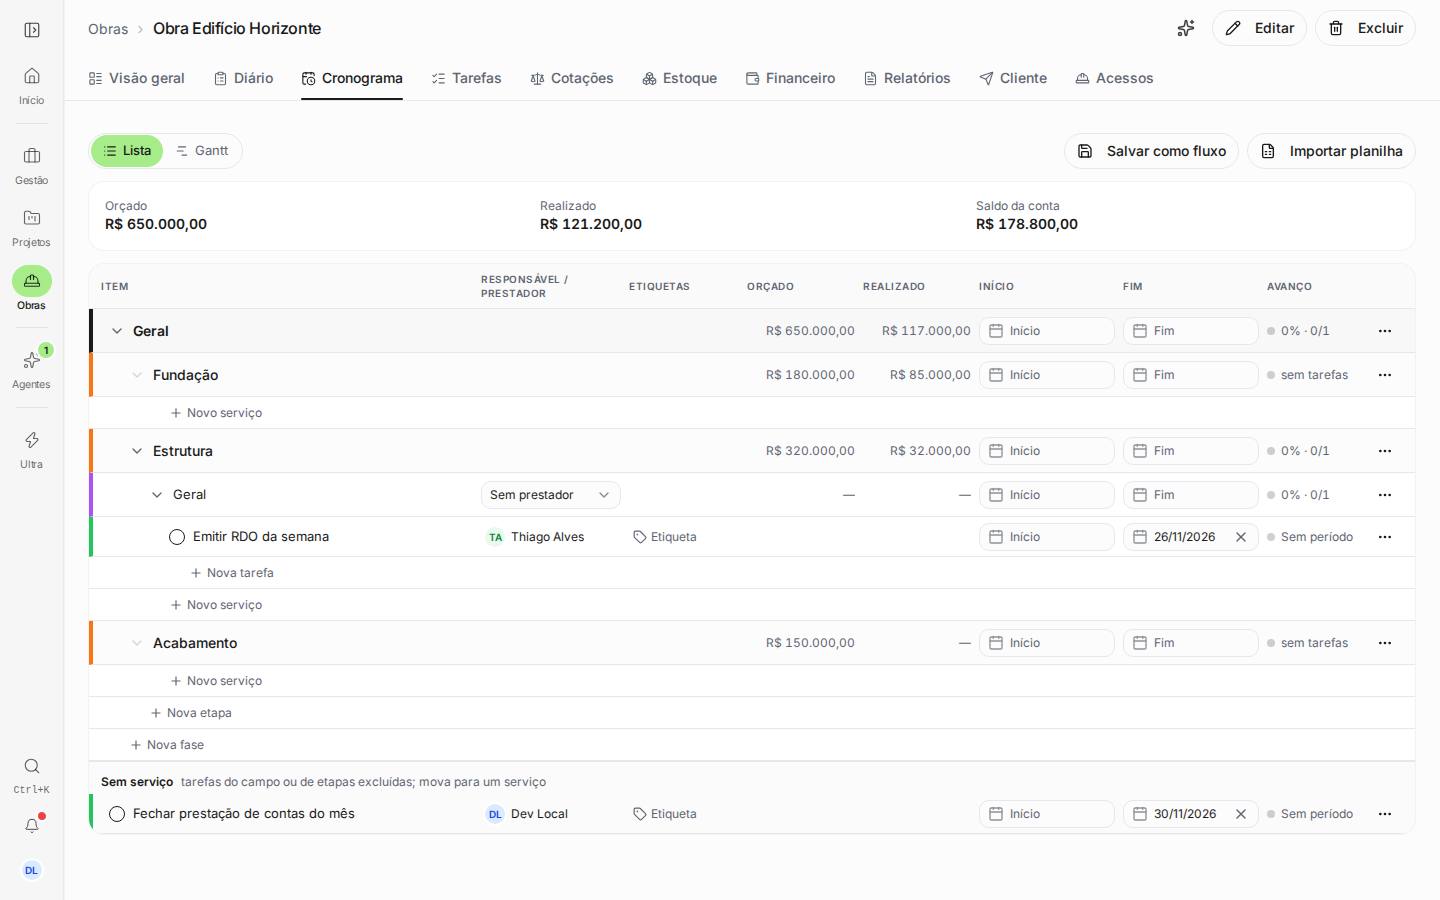 Obras
Obra Edifício Horizonte
Editar
Excluir
Visão geral
Diário
Cronograma
Tarefas
Cotações
Estoque
Financeiro
Relatórios
Cliente
Acessos
Início
Gestão
Projetos
Obras
1
Agentes
Ultra
Ctrl+K
DL
Lista
Gantt
Salvar como fluxo
Importar planilha
Orçado
R$ 650.000,00
Realizado
R$ 121.200,00
Saldo da conta
R$ 178.800,00
ITEM
RESPONSÁVEL /
PRESTADOR
ETIQUETAS
ORÇADO
REALIZADO
INÍCIO
FIM
AVANÇO
Geral R$ 650.000,00 R$ 117.000,00 Início Fim 0% · 0/1
Fundação R$ 180.000,00 R$ 85.000,00 Início Fim sem tarefas
Novo serviço
Estrutura R$ 320.000,00 R$ 32.000,00 Início Fim 0% · 0/1
Geral Sem prestador — — Início Fim 0% · 0/1
Emitir RDO da semana TA Thiago Alves Etiqueta Início 26/11/2026 Sem período
Nova tarefa
Novo serviço
Acabamento R$ 150.000,00 — Início Fim sem tarefas
Novo serviço
Nova etapa
Nova fase
Sem serviço tarefas do campo ou de etapas excluídas; mova para um serviço
Fechar prestação de contas do mês DL Dev Local Etiqueta Início 30/11/2026 Sem período